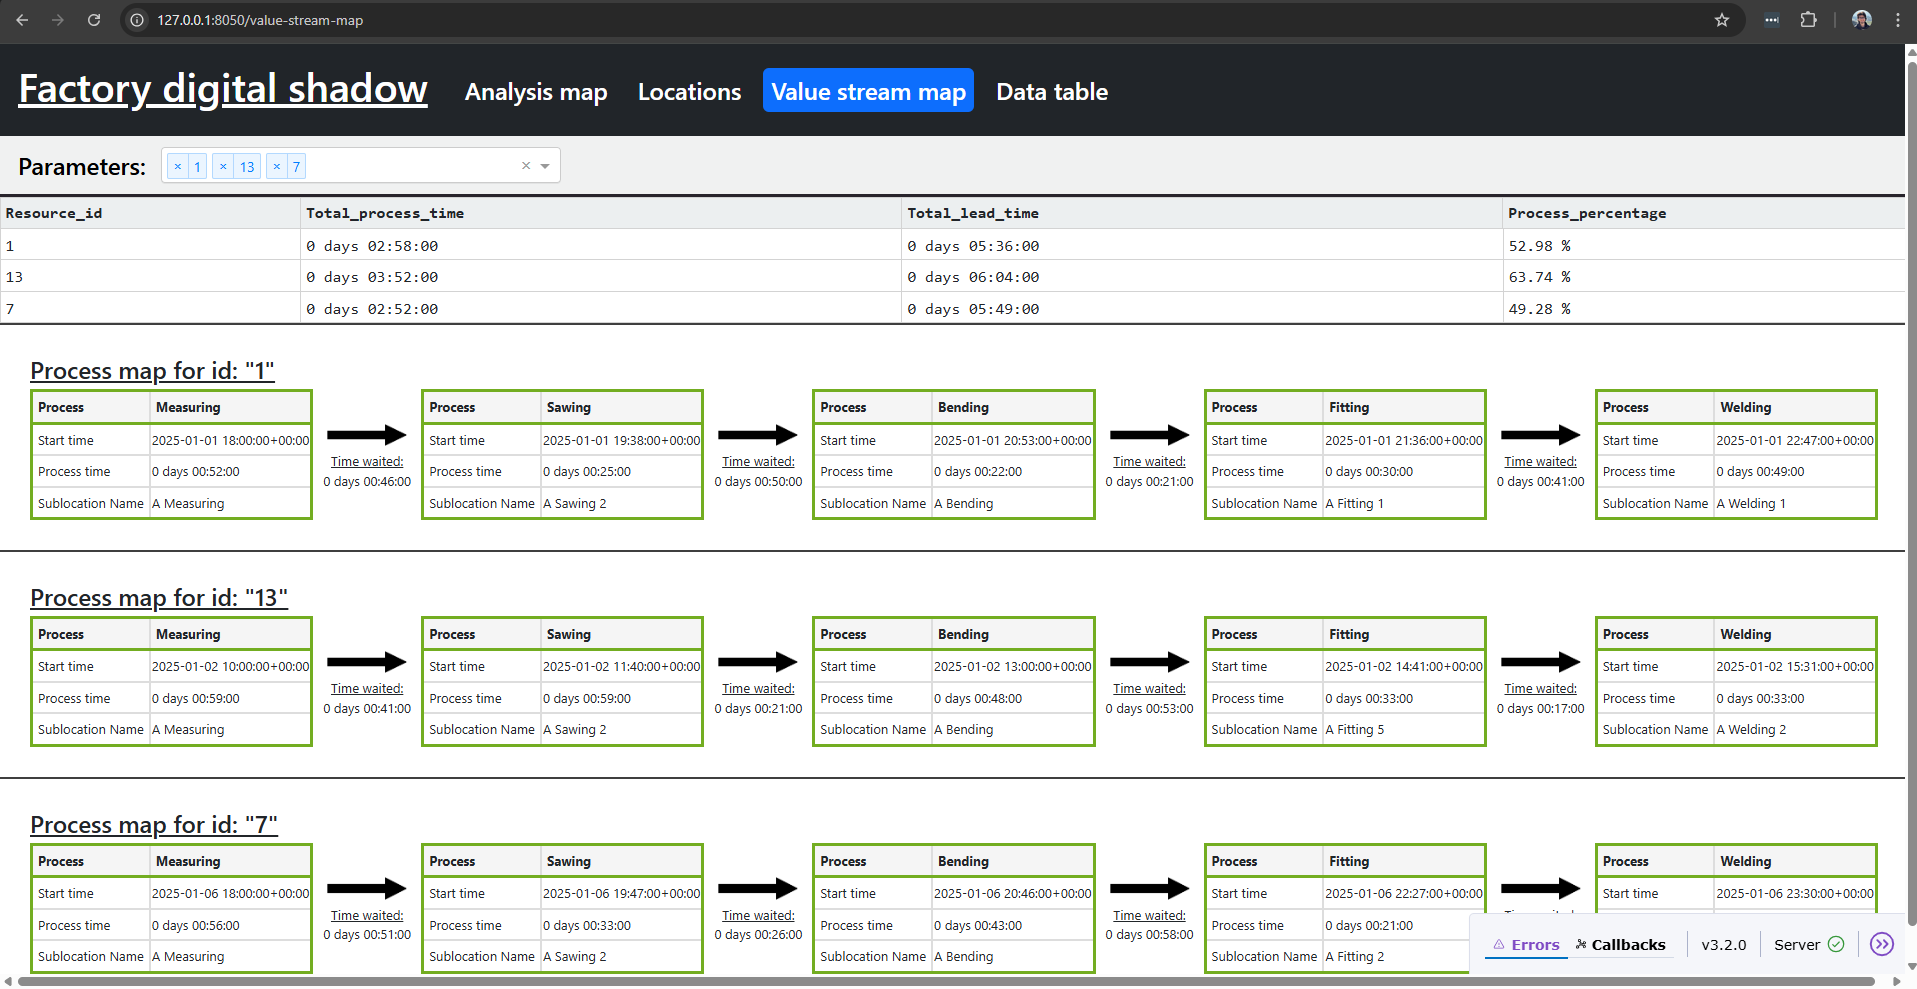 127.0.0.1:8050/value-stream-map
Factory digital shadow Analysis map Locations Value stream map Data table
Parameters: × 1 × 13 × 7 ×
Resource_id Total_process_time Total_lead_time Process_percentage
1 0 days 02:58:00 0 days 05:36:00 52.98 %
13 0 days 03:52:00 0 days 06:04:00 63.74 %
7 0 days 02:52:00 0 days 05:49:00 49.28 %
Process map for id: "1"
Process Measuring Process Sawing Process Bending Process Fitting Process Welding
Start time 2025-01-01 18:00:00+00:00 Start time 2025-01-01 19:38:00+00:00 Start time 2025-01-01 20:53:00+00:00 Start time 2025-01-01 21:36:00+00:00 Start time 2025-01-01 22:47:00+00:00
Time waited: Time waited: Time waited: Time waited:
Process time 0 days 00:52:00 Process time 0 days 00:25:00 Process time 0 days 00:22:00 Process time 0 days 00:30:00 Process time 0 days 00:49:00
0 days 00:46:00 0 days 00:50:00 0 days 00:21:00 0 days 00:41:00
Sublocation Name A Measuring Sublocation Name A Sawing 2 Sublocation Name A Bending Sublocation Name A Fitting 1 Sublocation Name A Welding 1
Process map for id: "13"
Process Measuring Process Sawing Process Bending Process Fitting Process Welding
Start time 2025-01-02 10:00:00+00:00 Start time 2025-01-02 11:40:00+00:00 Start time 2025-01-02 13:00:00+00:00 Start time 2025-01-02 14:41:00+00:00 Start time 2025-01-02 15:31:00+00:00
Time waited: Time waited: Time waited: Time waited:
Process time 0 days 00:59:00 Process time 0 days 00:59:00 Process time 0 days 00:48:00 Process time 0 days 00:33:00 Process time 0 days 00:33:00
0 days 00:41:00 0 days 00:21:00 0 days 00:53:00 0 days 00:17:00
Sublocation Name A Measuring Sublocation Name A Sawing 2 Sublocation Name A Bending Sublocation Name A Fitting 5 Sublocation Name A Welding 2
Process map for id: "7"
Process Measuring Process Sawing Process Bending Process Fitting Process Welding
Start time 2025-01-06 18:00:00+00:00 Start time 2025-01-06 19:47:00+00:00 Start time 2025-01-06 20:46:00+00:00 Start time 2025-01-06 22:27:00+00:00 Start time 2025-01-06 23:30:00+00:00
Time waited: Time waited: Time waited:
Process time 0 days 00:56:00 Process time 0 days 00:33:00 Process time 0 days 00:43:00 Process time 0 days 00:21:00
0 days 00:51:00 0 days 00:26:00 0 days 00:58:00
Sublocation Name A Measuring Sublocation Name A Sawing 2 Sublocation Name A Bending Sublocation Name A Fitting 2
Errors Callbacks v3.2.0 Server